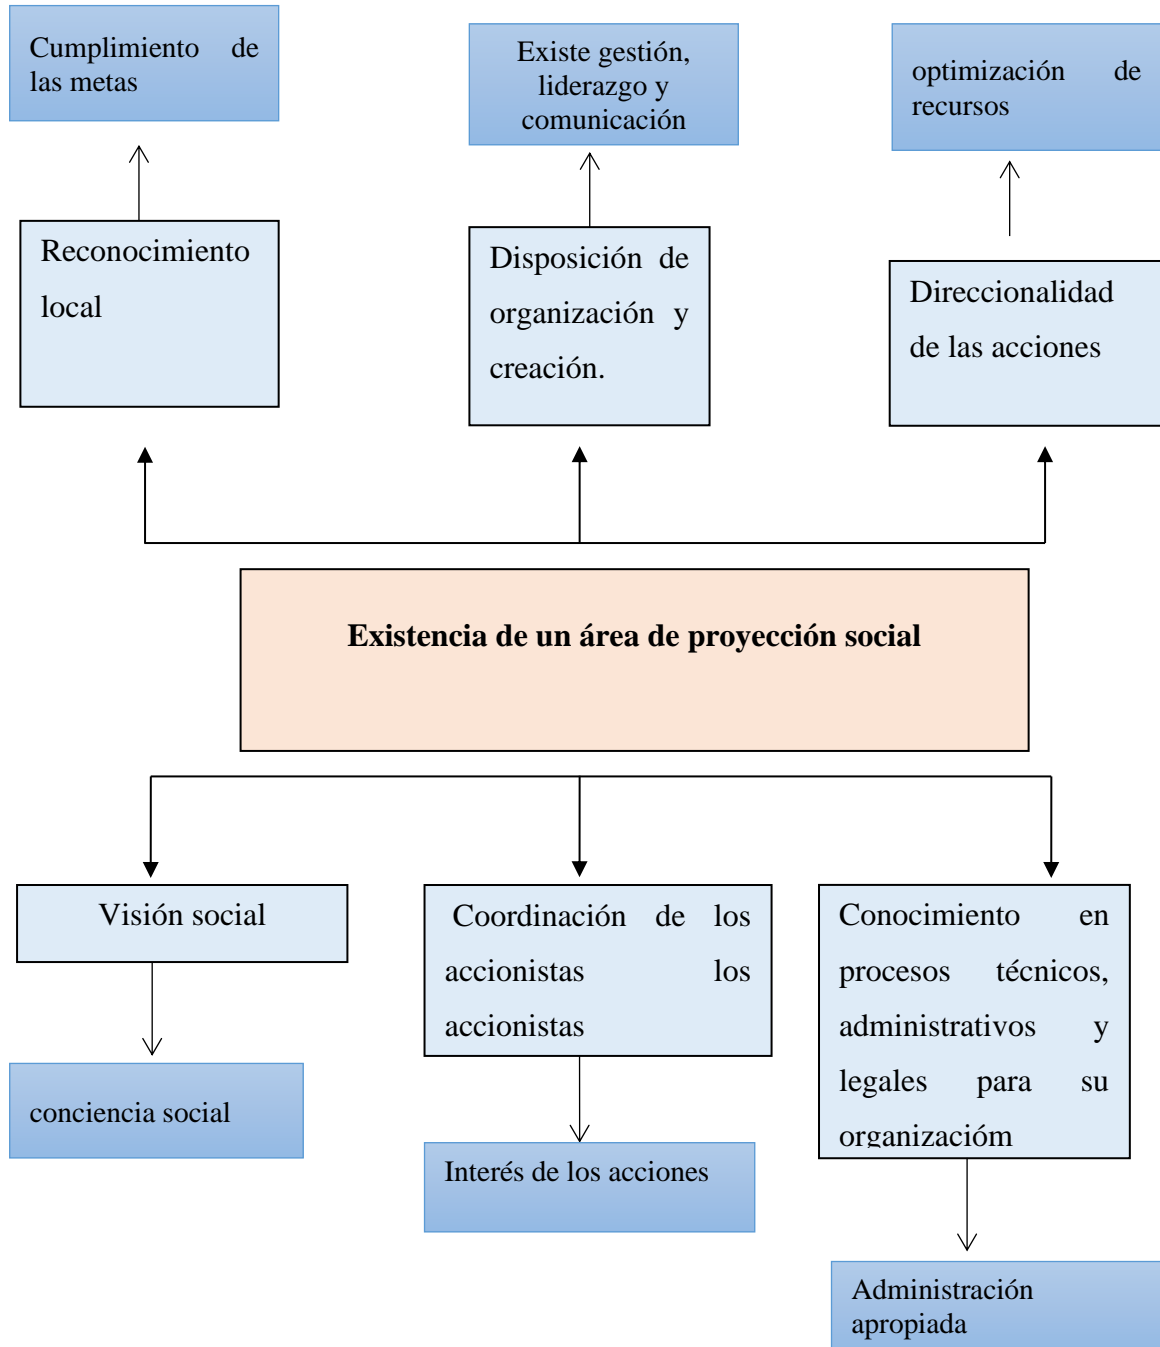 Cumplimiento de
las metas
Existe gestión,
liderazgo y
comunicación
optimización de
recursos
Reconocimiento
local
Disposición de
organización y
creación.
Direccionalidad
de las acciones
Existencia de un área de proyección social
Visión social
Coordinación de los
accionistas los
accionistas
Conocimiento en
procesos técnicos,
administrativos y
legales para su
organizacióm
conciencia social
Interés de los acciones
Administración
apropiada